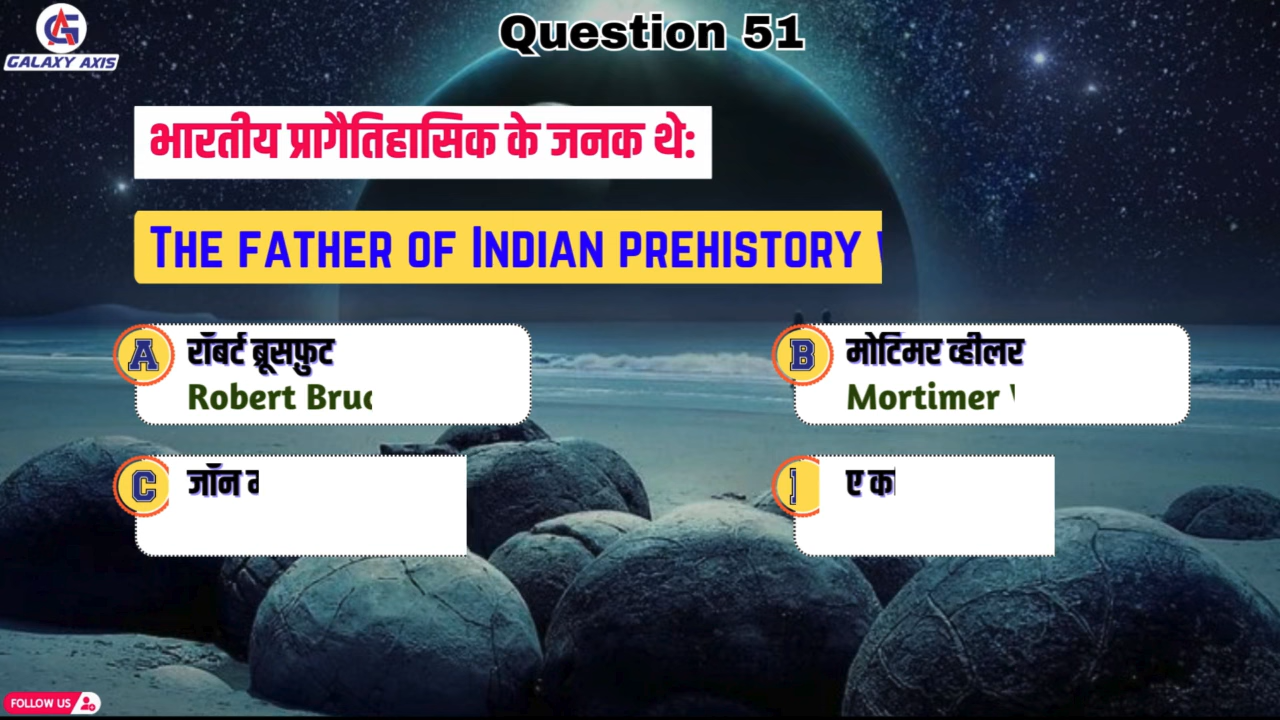 GALAXY AXIS
Question 51
भारतीय प्रागैतिहासिक के जनक थे:
The father of Indian prehistory
A
रॉबर्ट ब्रूसफ़ुट
Robert
B
मोटिमर व्हीलर
Mortimer
C
जॉन
ए
FOLLOW US